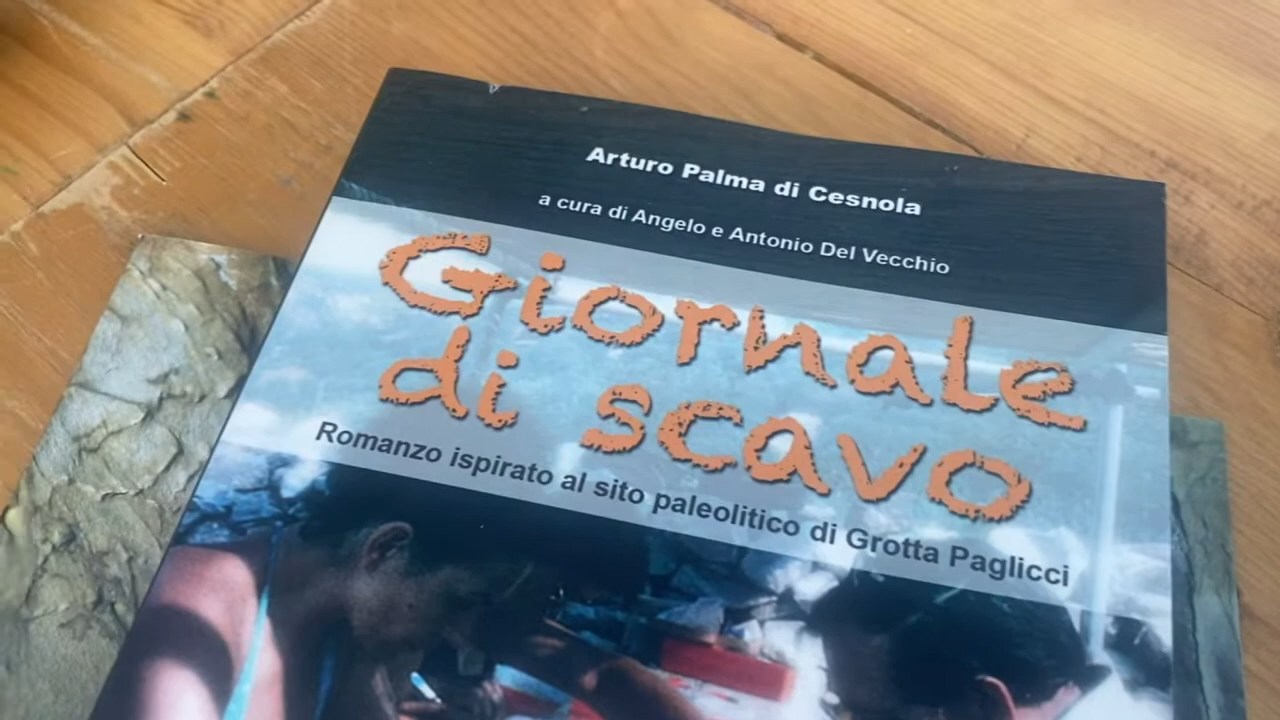 Arturo Palma di Cesnola
a cura di Angelo e Antonio Del Vecchio
Giornale
di scavo
Romanzo ispirato al sito paleolitico di Grotta Paglicci